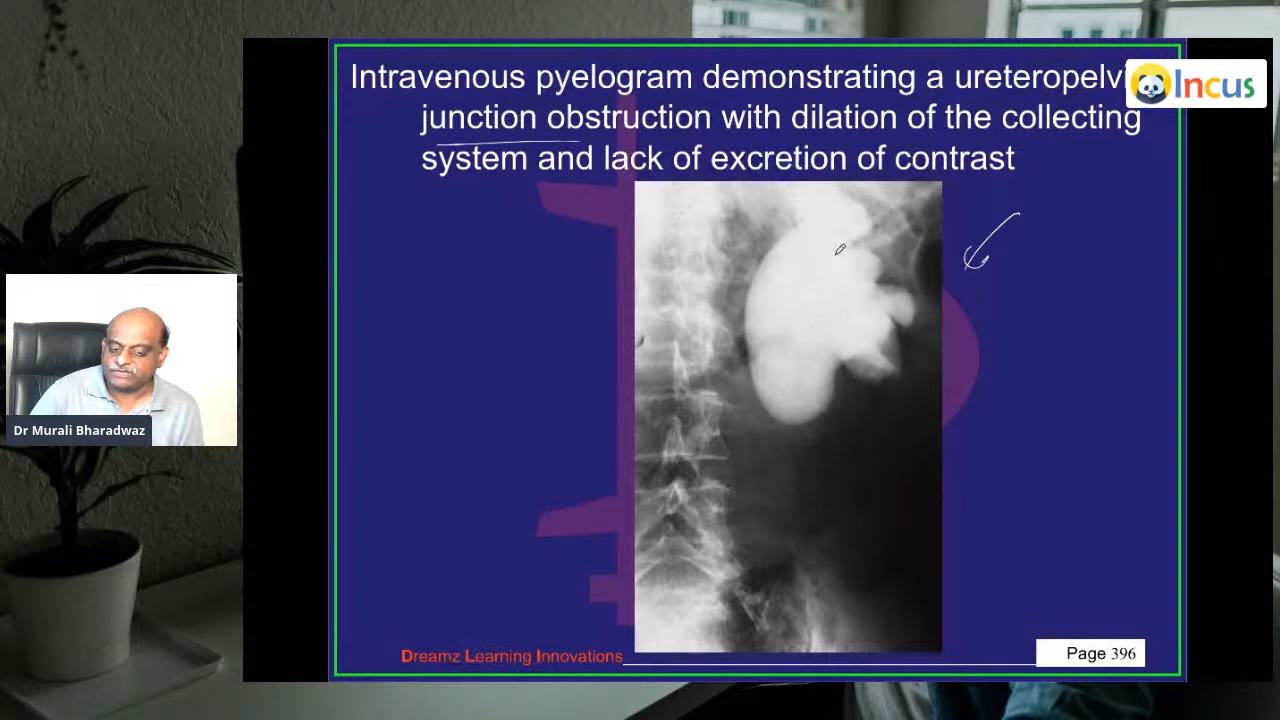 Intravenous pyelogram demonstrating a ureteropelvi
Incus
junction obstruction with dilation of the collecting
system and lack of excretion of contrast
Dr Murali Bharadwaz
Dreamz Learning Innovations
Page 396